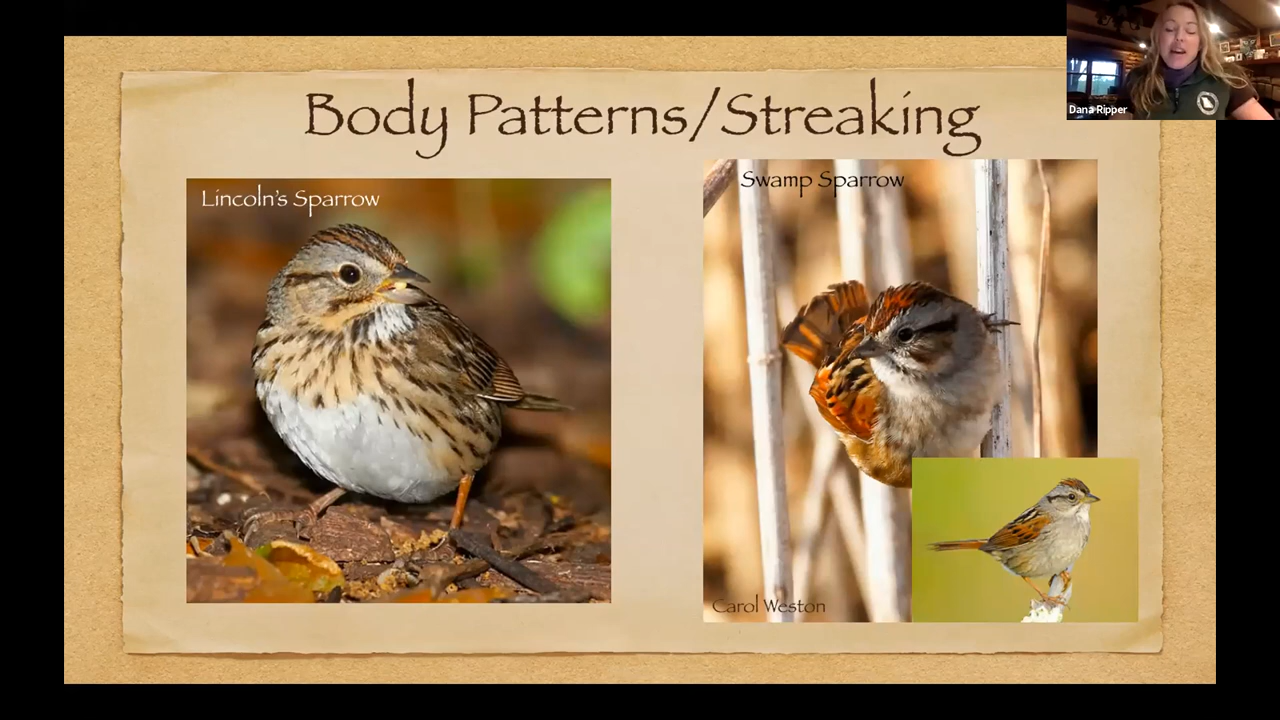 Body Patterns/Streaking
Lincoln's Sparrow
Swamp Sparrow
Carol Weston
Dana Ripper